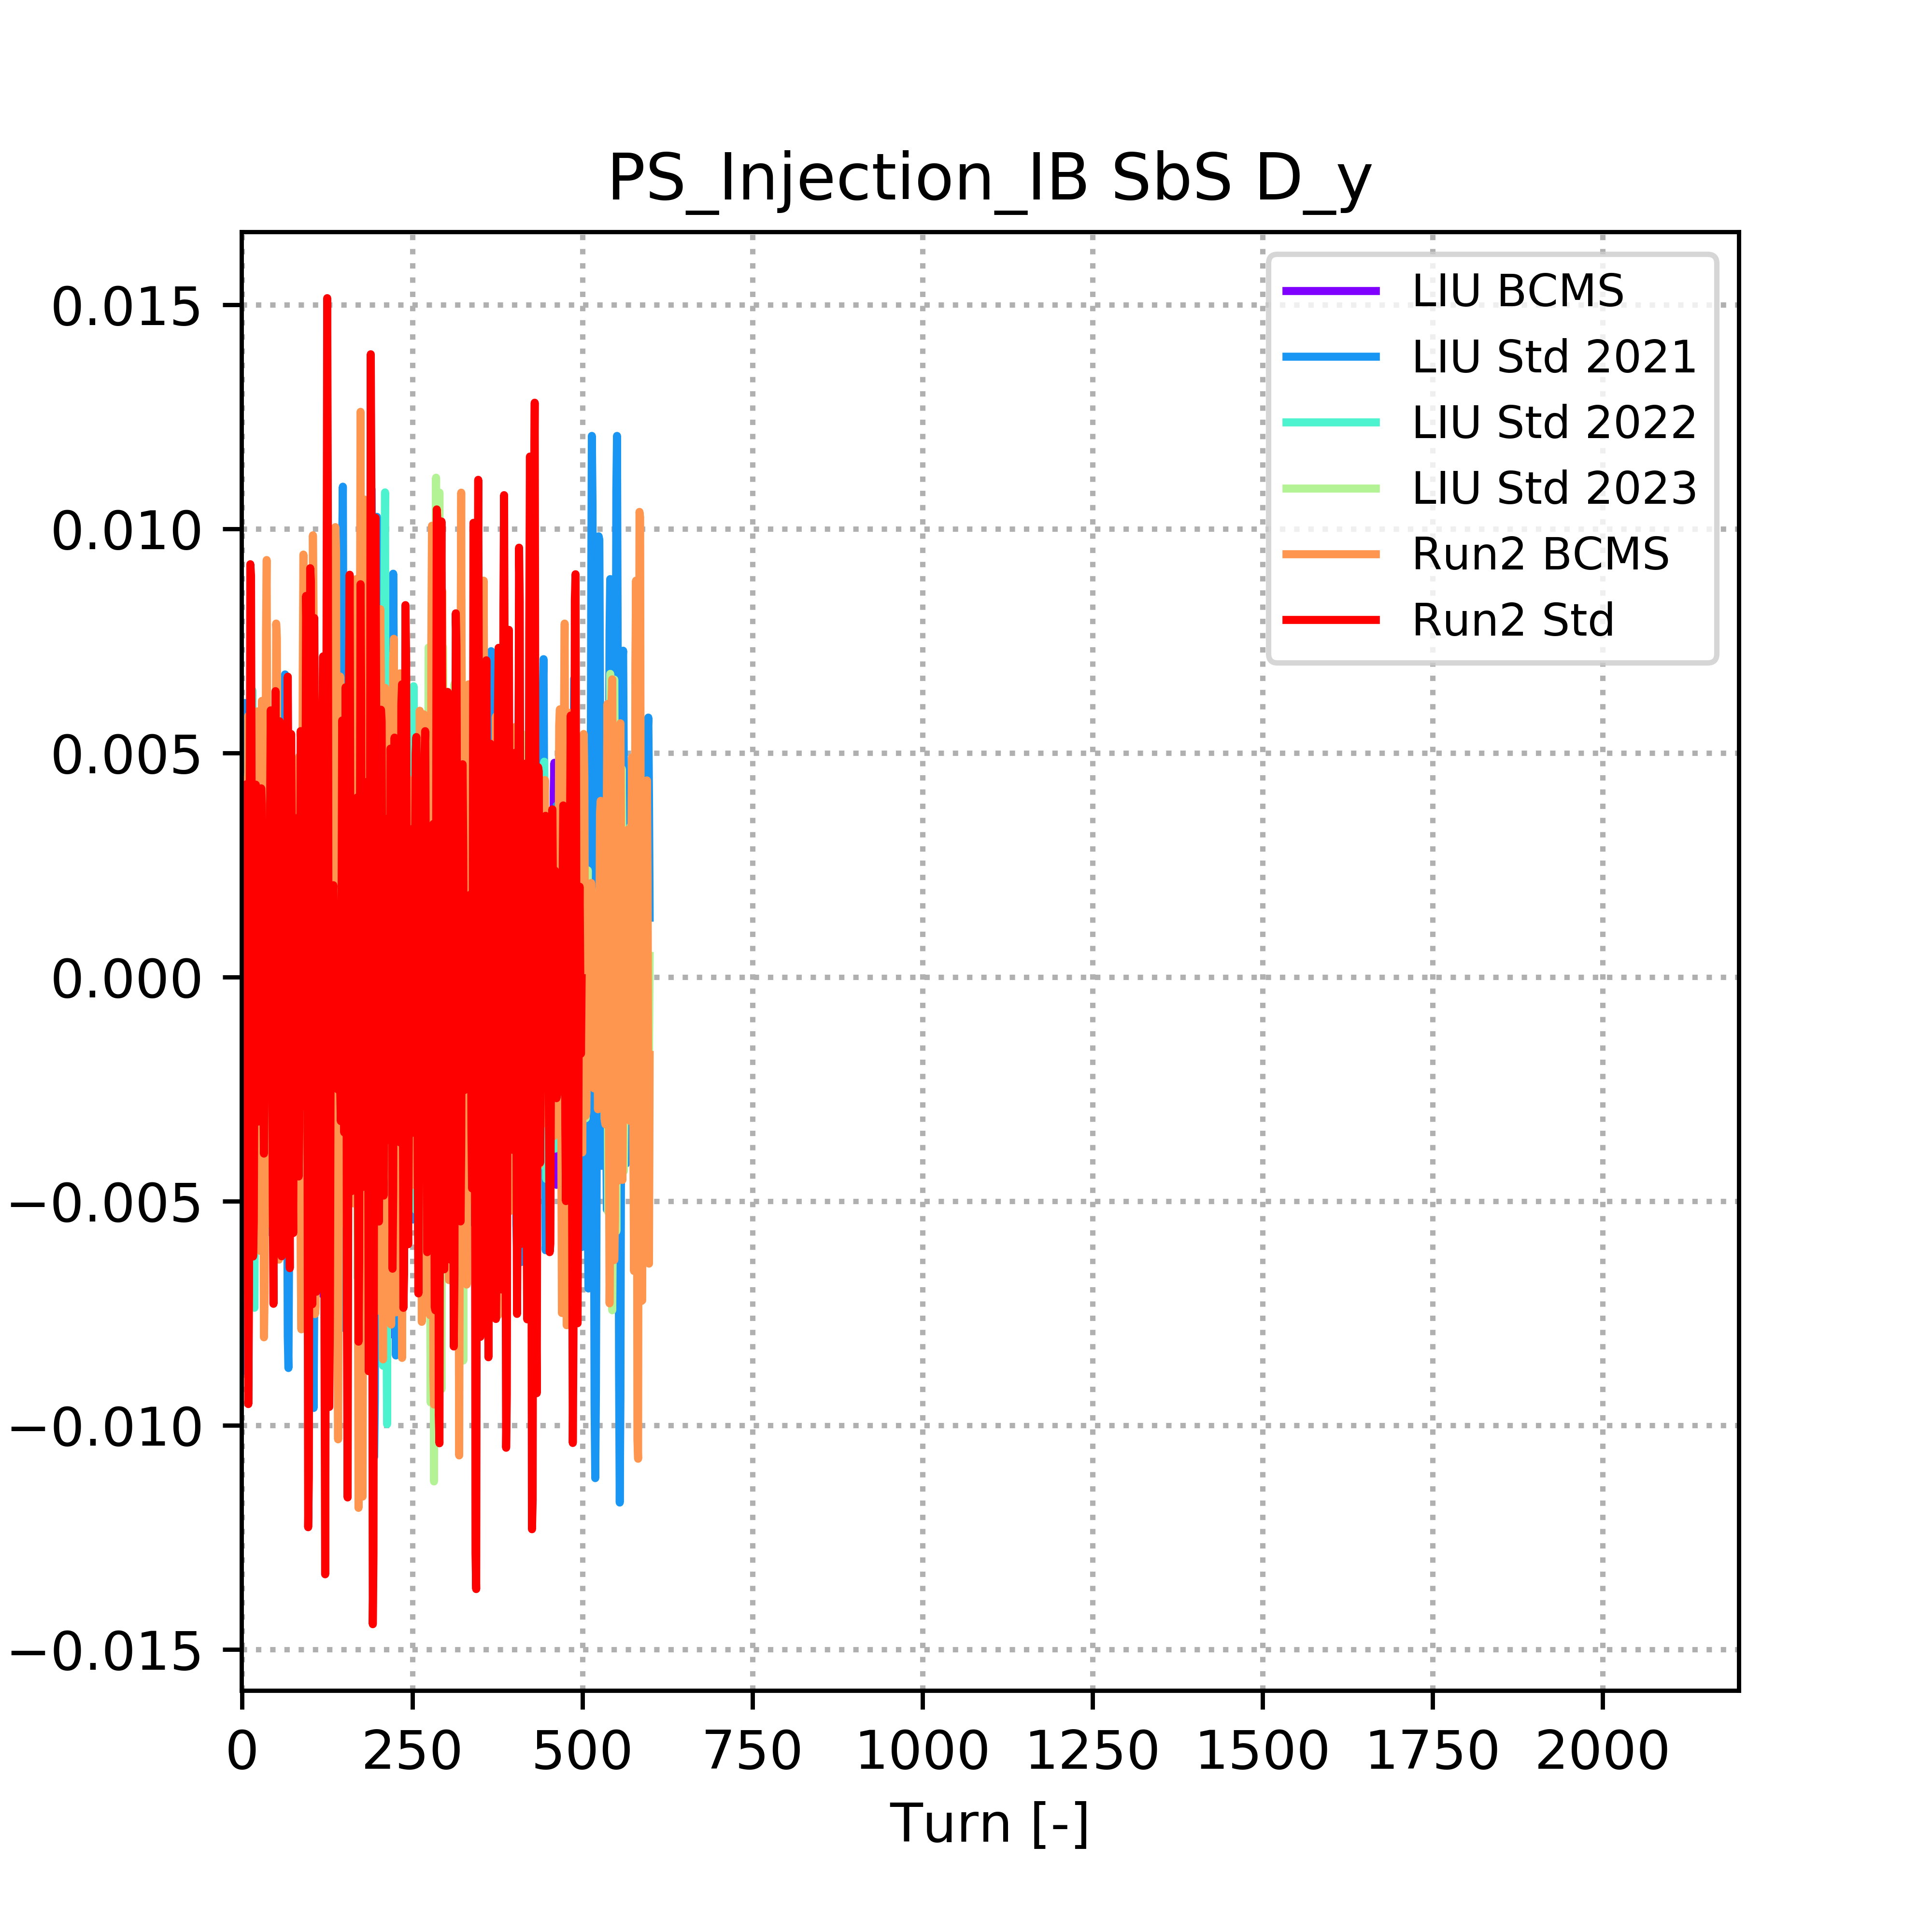 PS_Injection_IB SbS D_y
0.015
0.010
0.005
0.000
−0.005
−0.010
−0.015
LIU BCMS
LIU Std 2021
LIU Std 2022
LIU Std 2023
Run2 BCMS
Run2 Std
0 250 500 750 1000 1250 1500 1750 2000
Turn [-]